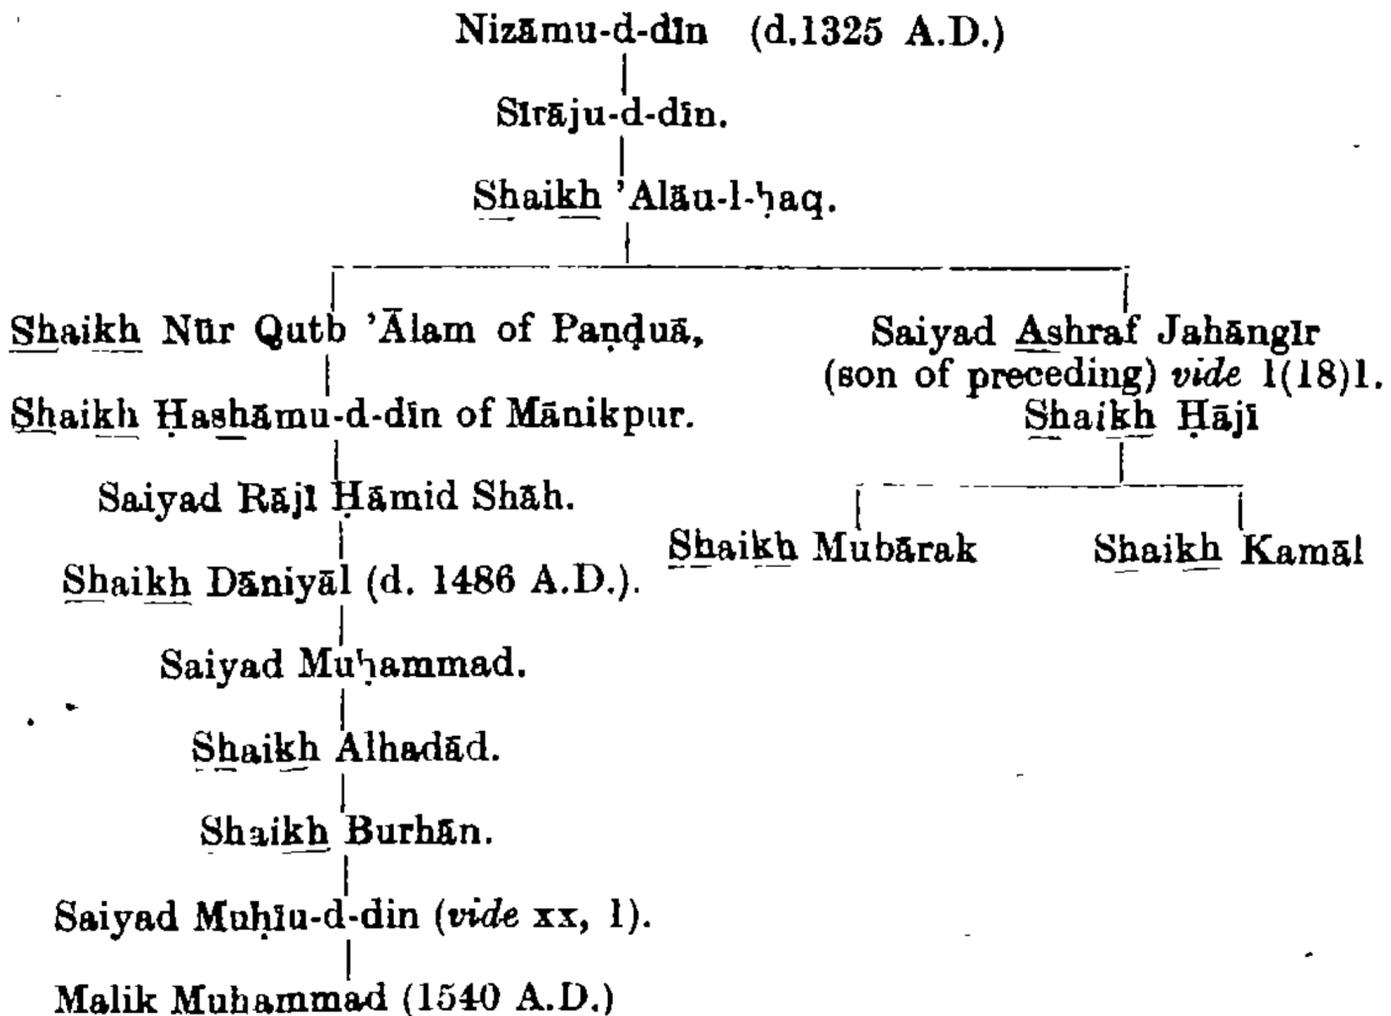 Nizāmu-d-dīn (d.1325 A.D.)
Sīrāju-d-dīn.
Shaikh ’Alāu-l-ḥaq.
Shaikh Nūr Qutb ’Ālam of Paṇḍuā,
Saiyad Ashraf Jahāngīr
(son of preceding) vide 1(18)1.
Shaikh Ḥashāmu-d-dīn of Mānikpur.
Shaikh Ḥājī
Saiyad Rājī Ḥāmid Shāh.
Shaikh Mubārak
Shaikh Kamāl
Shaikh Dāniyāl (d. 1486 A.D.).
Saiyad Muḥammad.
Shaikh Alhadād.
Shaikh Burhān.
Saiyad Muḥīu-d-din (vide xx, 1).
Malik Muhammad (1540 A.D.)